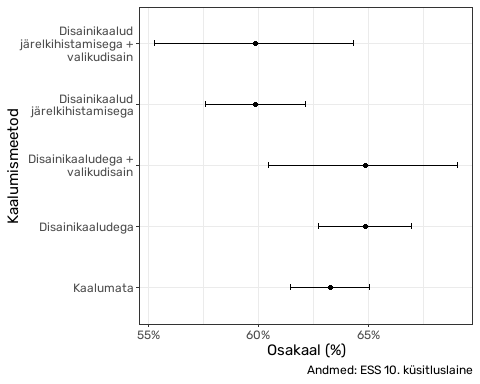 Kaalumismeetod
Disainikaalud
järelkihistamisega +
valikudisain
Disainikaalud
järelkihistamisega
Disainikaaludega +
valikudisain
Disainikaaludega
Kaalumata
55%
60%
65%
Osakaal (%)
Andmed: ESS 10. küsitluslaine